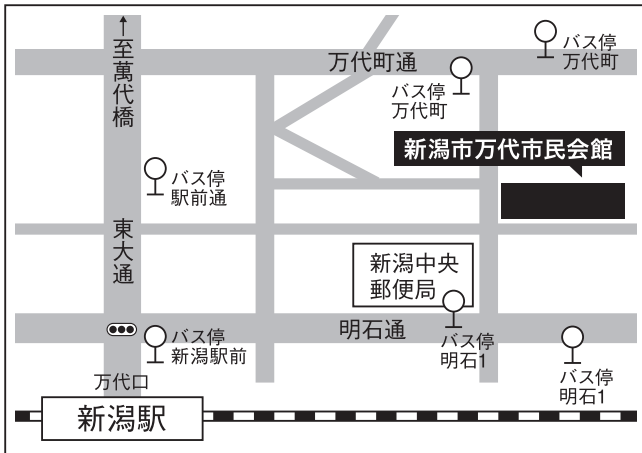 ↑至萬代橋
万代町通
バス停
万代町
バス停
万代町
新潟市万代市民会館
バス停
駅前通
東大通
新潟中央
郵便局
明石通
バス停
新潟駅前
バス停
明石1
バス停
明石1
万代口
新潟駅